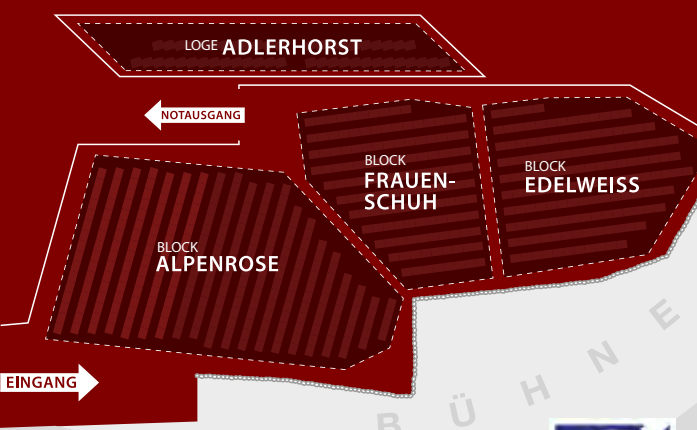 LOGE ADLERHORST
NOTAUSGANG
BLOCK
FRAUEN-
SCHUH
BLOCK
EDELWEISS
BLOCK
ALPENROSE
EINGANG
BÜHNE